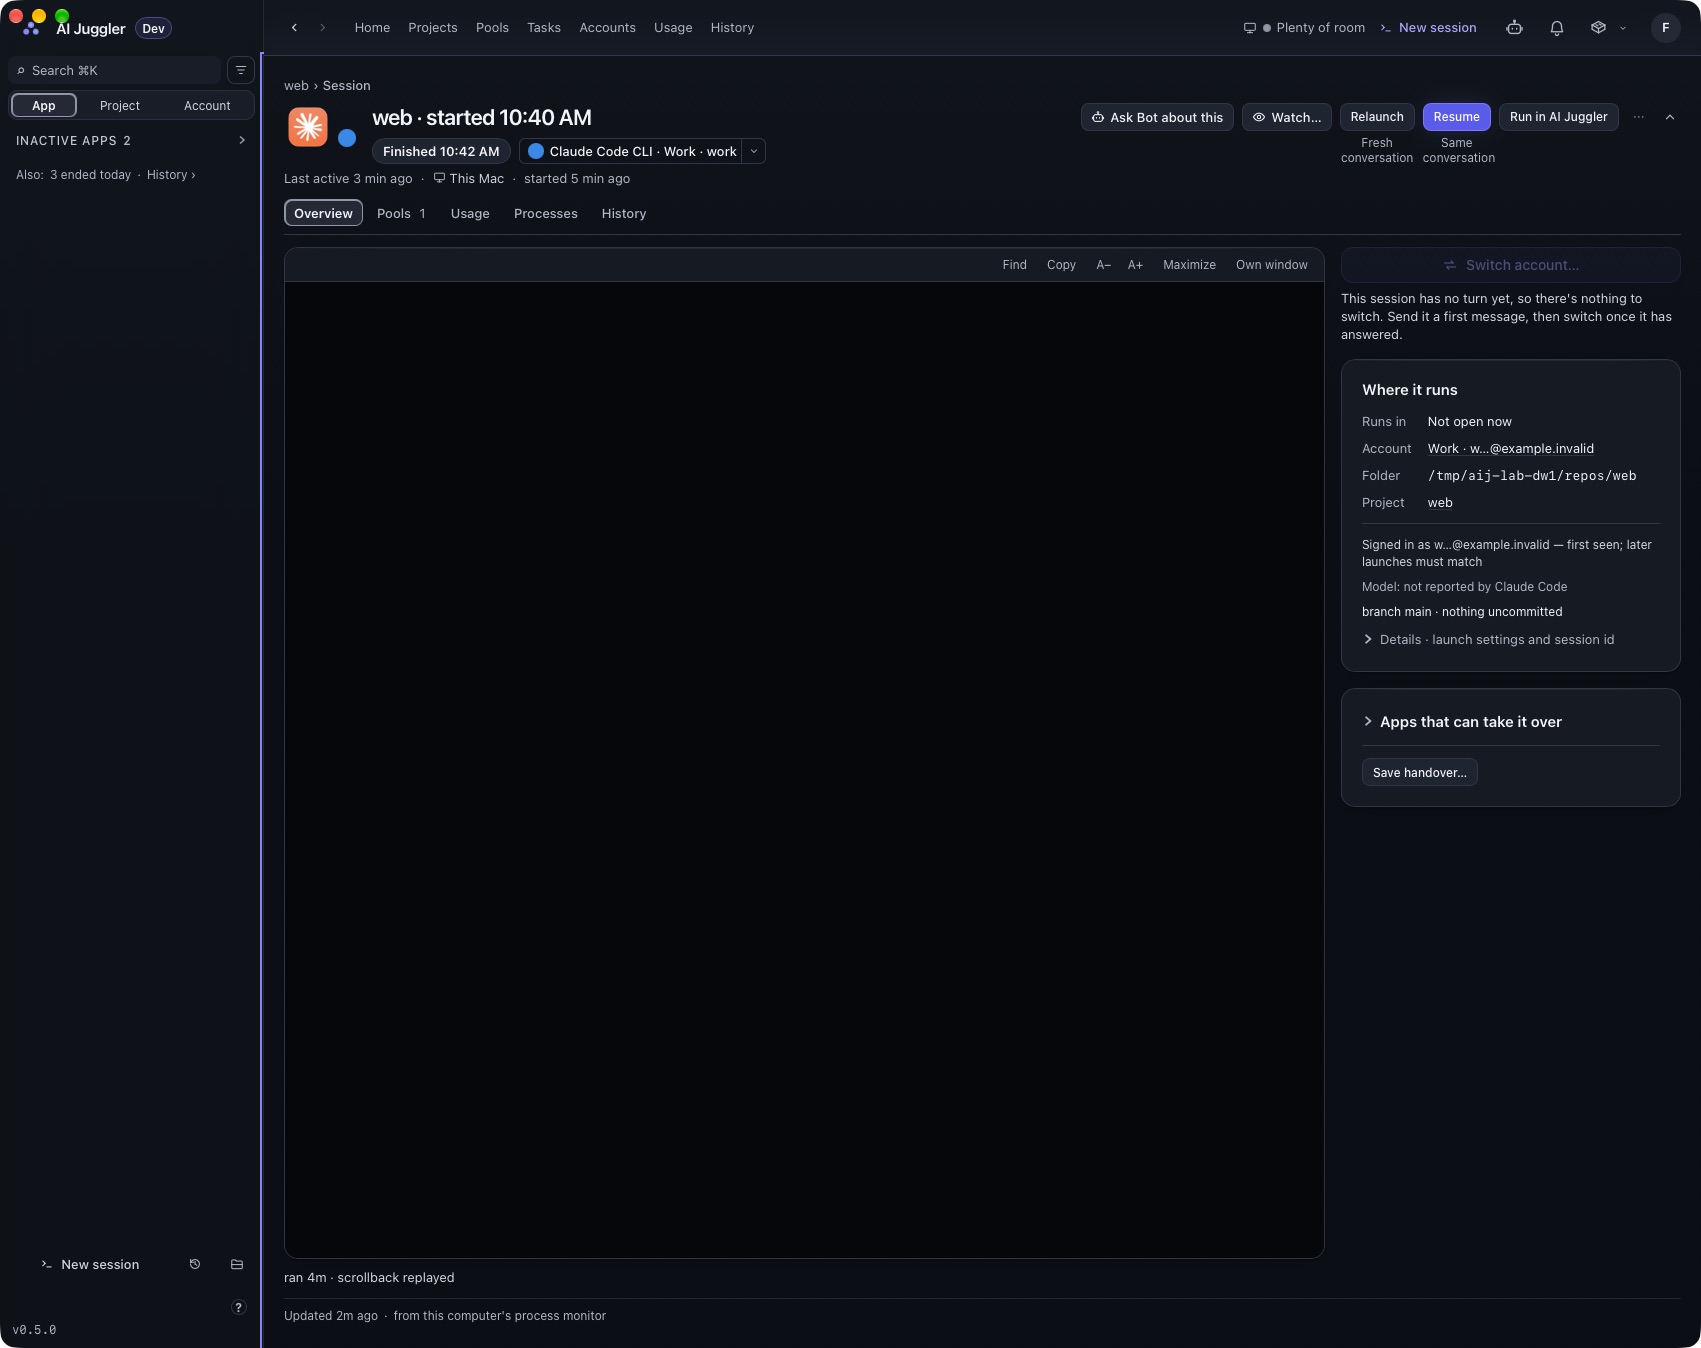 AI Juggler Dev
Search ⌘K
App Project Account
INACTIVE APPS 2
Also: 3 ended today · History ›
New session
?
v0.5.0
Home Projects Pools Tasks Accounts Usage History
Plenty of room
New session
F
web › Session
web · started 10:40 AM
Finished 10:42 AM
Claude Code CLI · Work · work
Last active 3 min ago · This Mac · started 5 min ago
Ask Bot about this
Watch...
Relaunch
Fresh conversation
Resume
Same conversation
Run in AI Juggler
...
Overview Pools 1 Usage Processes History
Find Copy A− A+ Maximize Own window
ran 4m · scrollback replayed
Updated 2m ago · from this computer's process monitor
Switch account...
This session has no turn yet, so there's nothing to
switch. Send it a first message, then switch once it has
answered.
Where it runs
Runs in Not open now
Account Work · w...@example.invalid
Folder /tmp/aij-lab-dw1/repos/web
Project web
Signed in as w...@example.invalid — first seen; later
launches must match
Model: not reported by Claude Code
branch main · nothing uncommitted
Details · launch settings and session id
Apps that can take it over
Save handover...